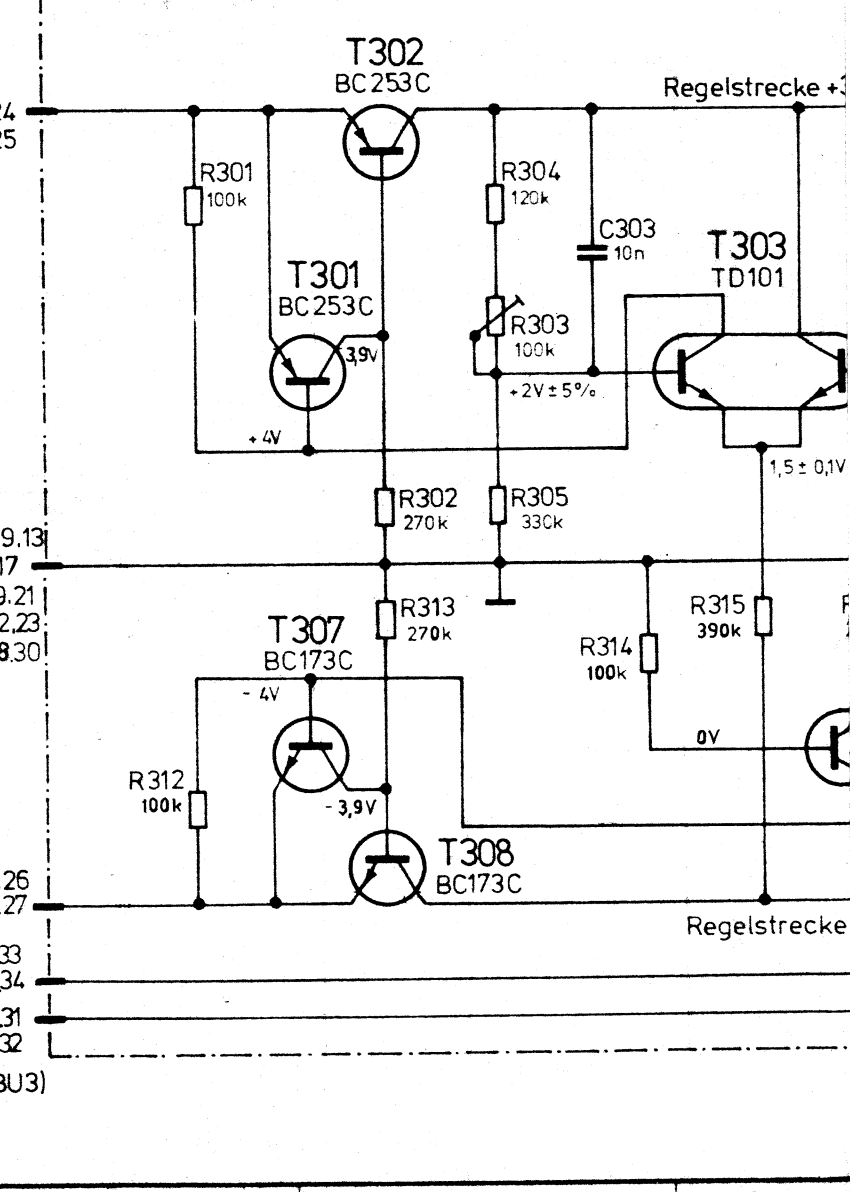 T302
BC253C
Regelstrecke +3
24
25
R301
100k
R304
120k
C303
10n
T303
TD101
T301
BC253C
R303
100k
3,9V
+2V±5%
+4V
1,5±0,1V
R302
270k
R305
330k
9.13
17
9.21
2,23
8.30
R313
270k
R315
390k
T307
BC173C
R314
100k
- 4V
0V
R312
100k
- 3,9V
T308
BC173C
.26
.27
Regelstrecke
33
.34
.31
32
BU3)